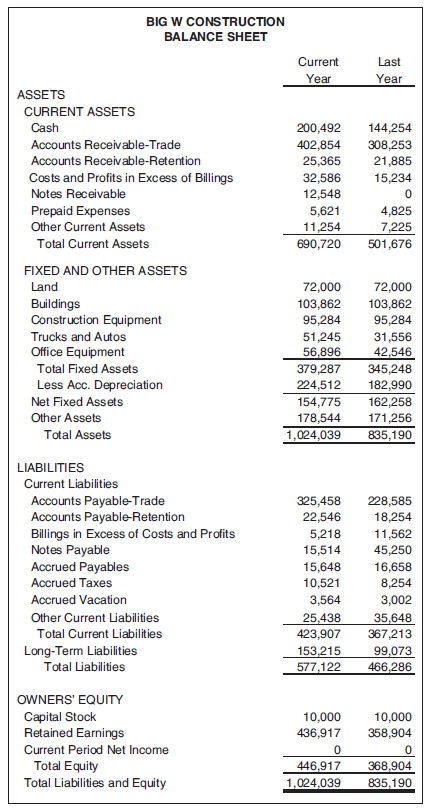 BIG W CONSTRUCTION
BALANCE SHEET
Current Last
Year Year
ASSETS
CURRENT ASSETS
Cash 200,492 144,254
Accounts Receivable-Trade 402,854 308,253
Accounts Receivable-Retention 25,365 21,885
Costs and Profits in Excess of Billings 32,586 15,234
Notes Receivable 12,548 0
Prepaid Expenses 5,621 4,825
Other Current Assets 11,254 7,225
Total Current Assets 690,720 501,676
FIXED AND OTHER ASSETS
Land 72,000 72,000
Buildings 103,862 103,862
Construction Equipment 95,284 95,284
Trucks and Autos 51,245 31,556
Office Equipment 56,896 42,546
Total Fixed Assets 379,287 345,248
Less Acc. Depreciation 224,512 182,990
Net Fixed Assets 154,775 162,258
Other Assets 178,544 171,256
Total Assets 1,024,039 835,190
LIABILITIES
Current Liabilities
Accounts Payable-Trade 325,458 228,585
Accounts Payable-Retention 22,546 18,254
Billings in Excess of Costs and Profits 5,218 11,562
Notes Payable 15,514 45,250
Accrued Payables 15,648 16,658
Accrued Taxes 10,521 8,254
Accrued Vacation 3,564 3,002
Other Current Liabilities 25,438 35,648
Total Current Liabilities 423,907 367,213
Long-Term Liabilities 153,215 99,073
Total Liabilities 577,122 466,286
OWNERS' EQUITY
Capital Stock 10,000 10,000
Retained Earnings 436,917 358,904
Current Period Net Income 0 0
Total Equity 446,917 368,904
Total Liabilities and Equity 1,024,039 835,190